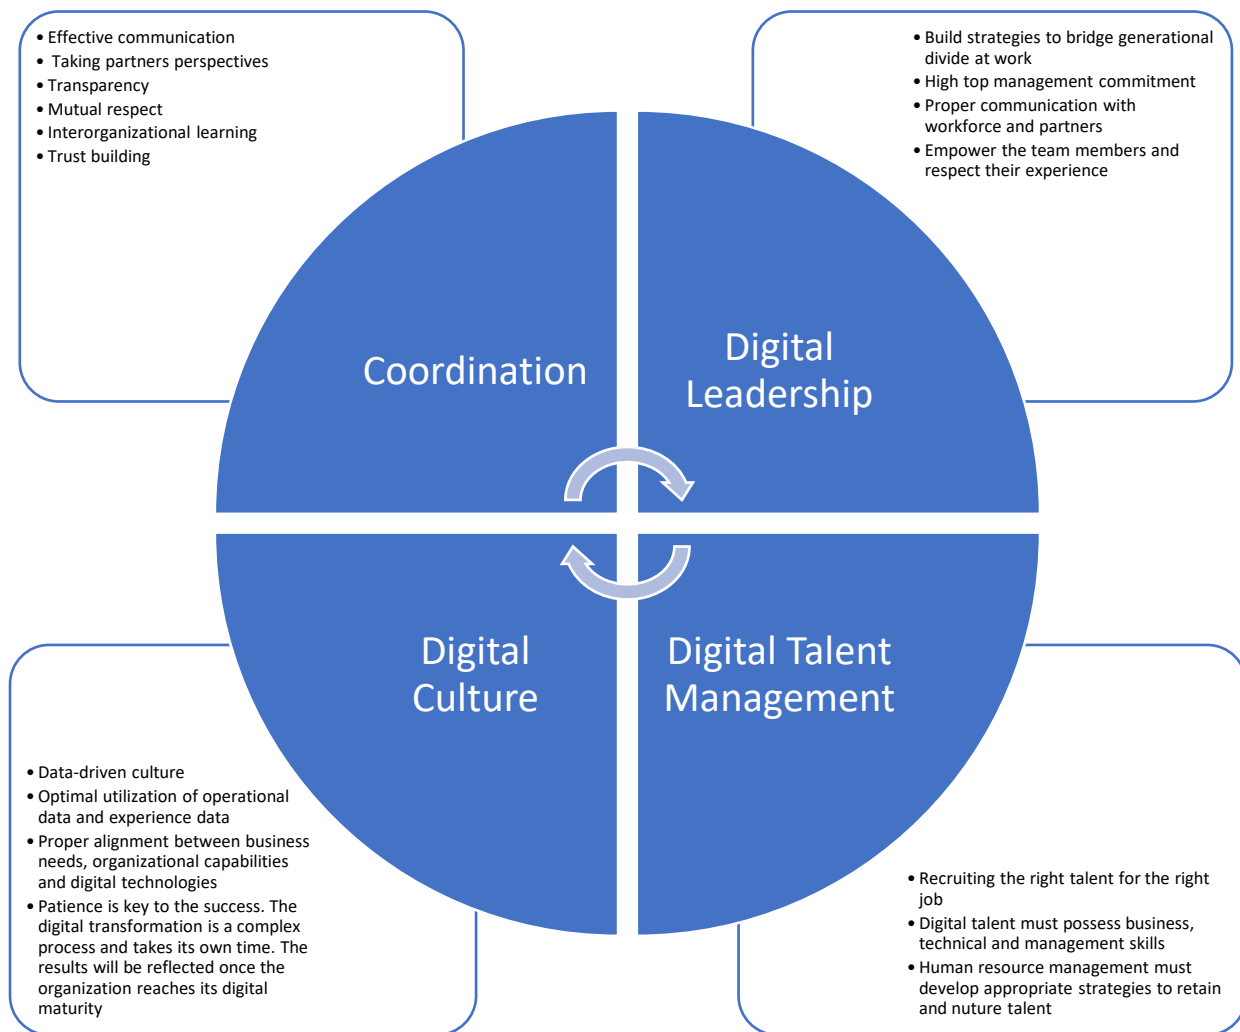 • Effective communication
• Taking partners perspectives
• Transparency
• Mutual respect
• Interorganizational learning
• Trust building
• Build strategies to bridge generational
divide at work
• High top management commitment
• Proper communication with
workforce and partners
• Empower the team members and
respect their experience
Coordination
Digital
Leadership
Digital
Culture
Digital Talent
Management
• Data-driven culture
• Optimal utilization of operational
data and experience data
• Proper alignment between business
needs, organizational capabilities
and digital technologies
• Patience is key to the success. The
digital transformation is a complex
process and takes its own time. The
results will be reflected once the
organization reaches its digital
maturity
• Recruiting the right talent for the right
job
• Digital talent must possess business,
technical and management skills
• Human resource management must
develop appropriate strategies to retain
and nuture talent